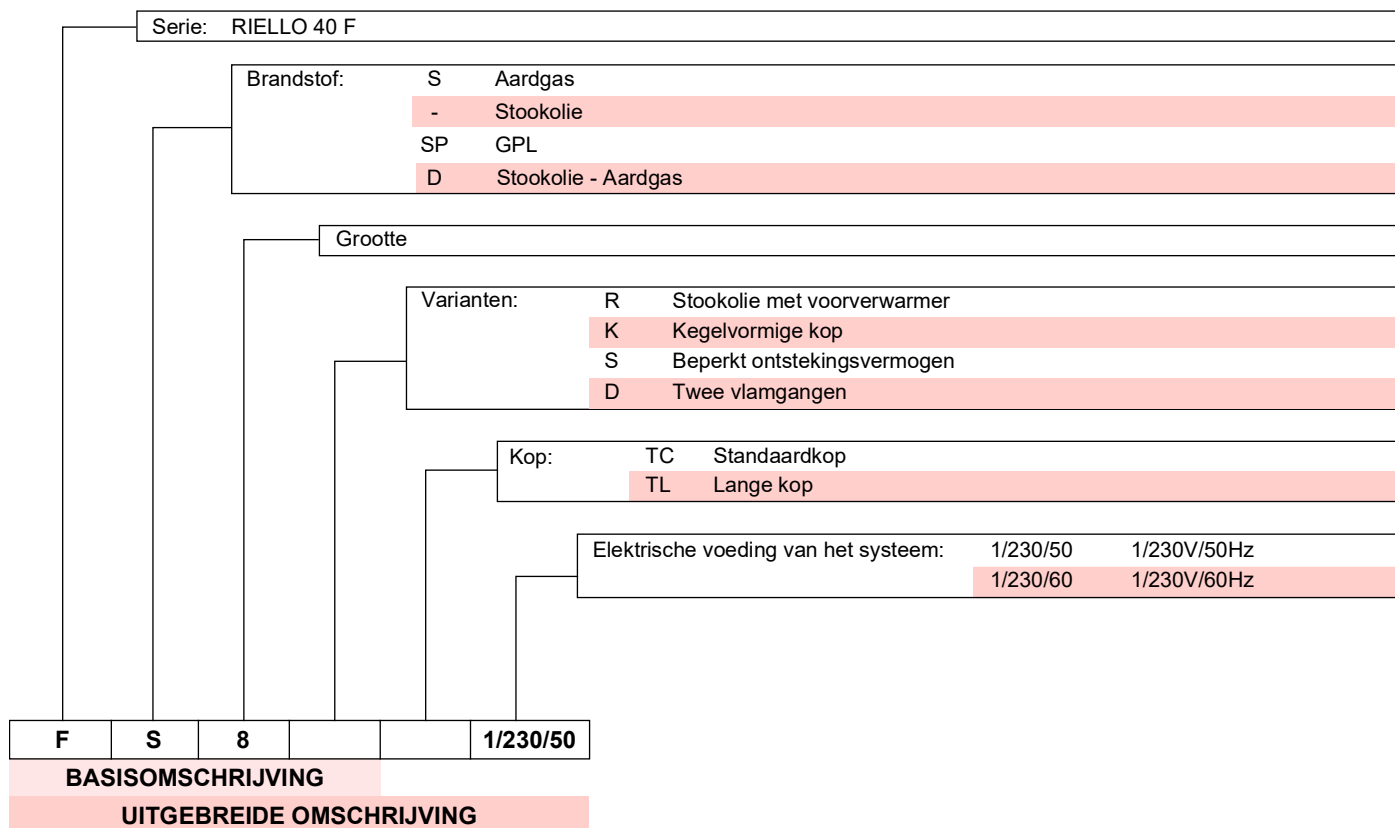 Serie: RIELLO 40 F
Brandstof: S Aardgas
- Stookolie
SP GPL
D Stookolie - Aardgas
Grootte
Varianten: R Stookolie met voorverwarmer
K Kegelvormige kop
S Beperkt ontstekingsvermogen
D Twee vlamgangen
Kop: TC Standaardkop
TL Lange kop
Elektrische voeding van het systeem: 1/230/50 1/230V/50Hz
1/230/60 1/230V/60Hz
F S 8 1/230/50
BASISOMSCHRIJVING
UITGEBREIDE OMSCHRIJVING